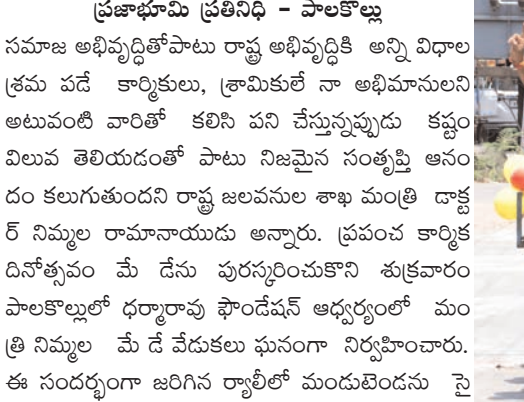 ప్రజాభూమి ప్రతినిధి - పాలకొల్లు
సమాజ అభివృద్ధితోపాటు రాష్ట్ర అభివృద్ధికి అన్ని విధాల
శ్రమ పడే కార్మికులు, శ్రామికులే నా అభిమానులని
అటువంటి వారితో కలిసి పని చేస్తున్నప్పుడు కష్టం
విలువ తెలియడంతో పాటు నిజమైన సంతృప్తి ఆనం
దం కలుగుతుందని రాష్ట్ర జలవనుల శాఖ మంత్రి డాక్ట
ర్ నిమ్మల రామానాయుడు అన్నారు. ప్రపంచ కార్మిక
దినోత్సవం మే డేను పురస్కరించుకొని శుక్రవారం
పాలకొల్లులో ధర్మారావు ఫౌండేషన్ ఆధ్వర్యంలో మం
త్రి నిమ్మల మే డే వేడుకలు ఘనంగా నిర్వహించారు.
ఈ సందర్భంగా జరిగిన ర్యాలీలో మండుటెండను సై